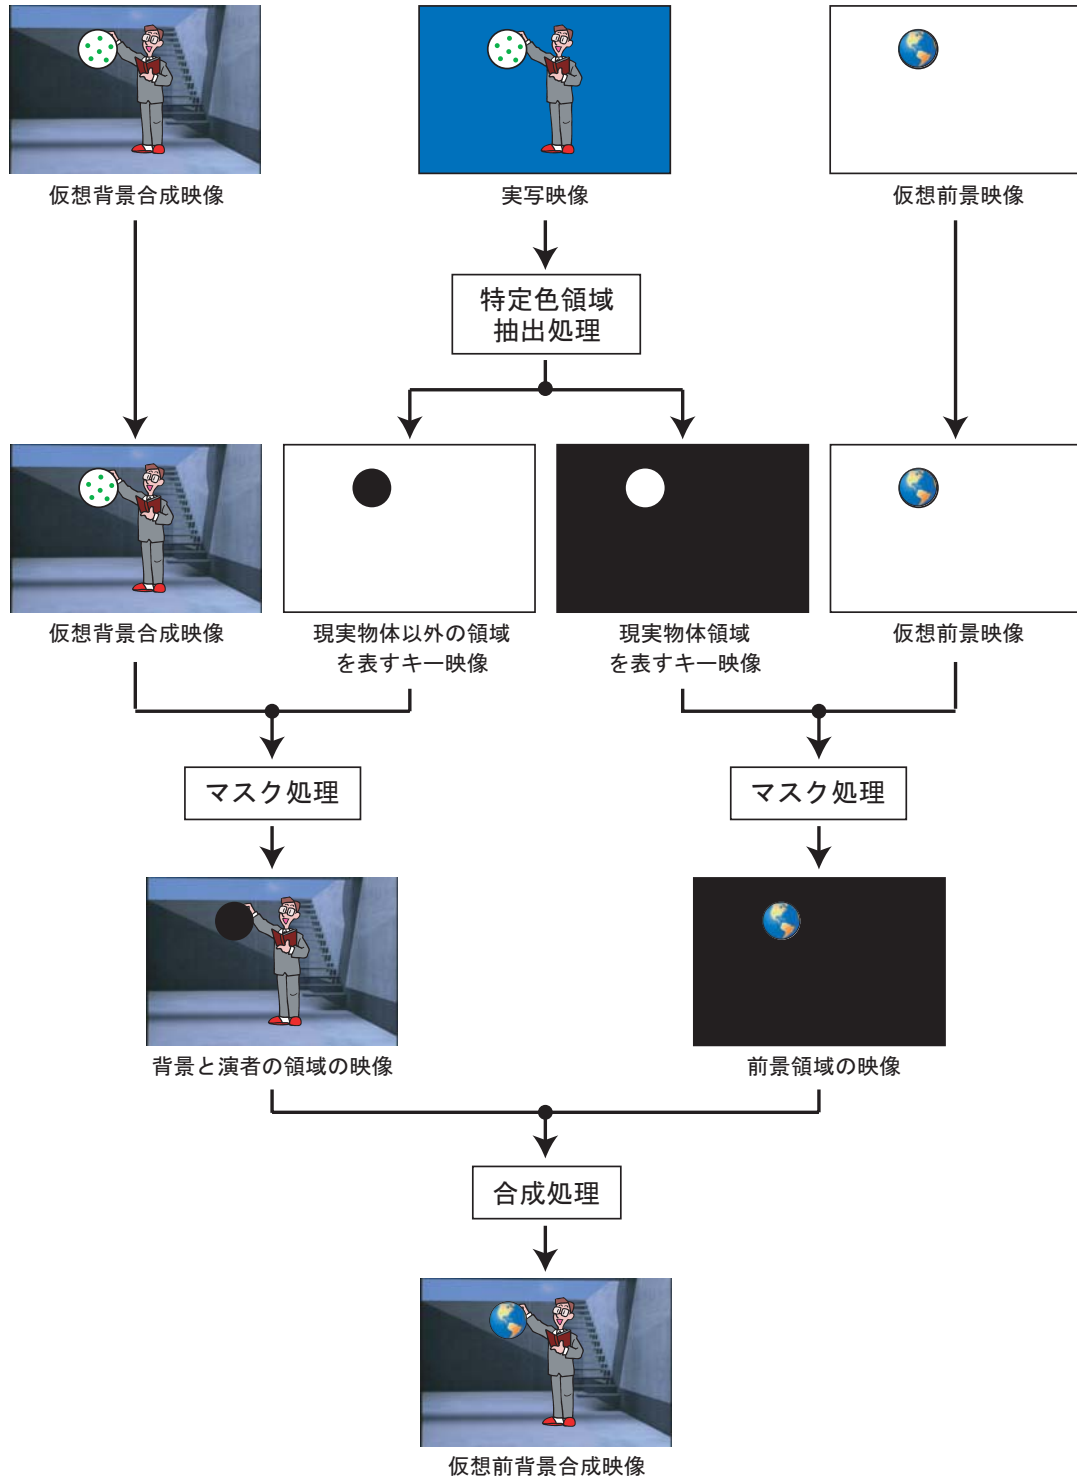 仮想背景合成映像
実写映像
仮想前景映像
特定色領域
抽出処理
仮想背景合成映像
現実物体以外の領域
を表すキー映像
現実物体領域
を表すキー映像
仮想前景映像
マスク処理
マスク処理
背景と演者の領域の映像
前景領域の映像
合成処理
仮想前背景合成映像